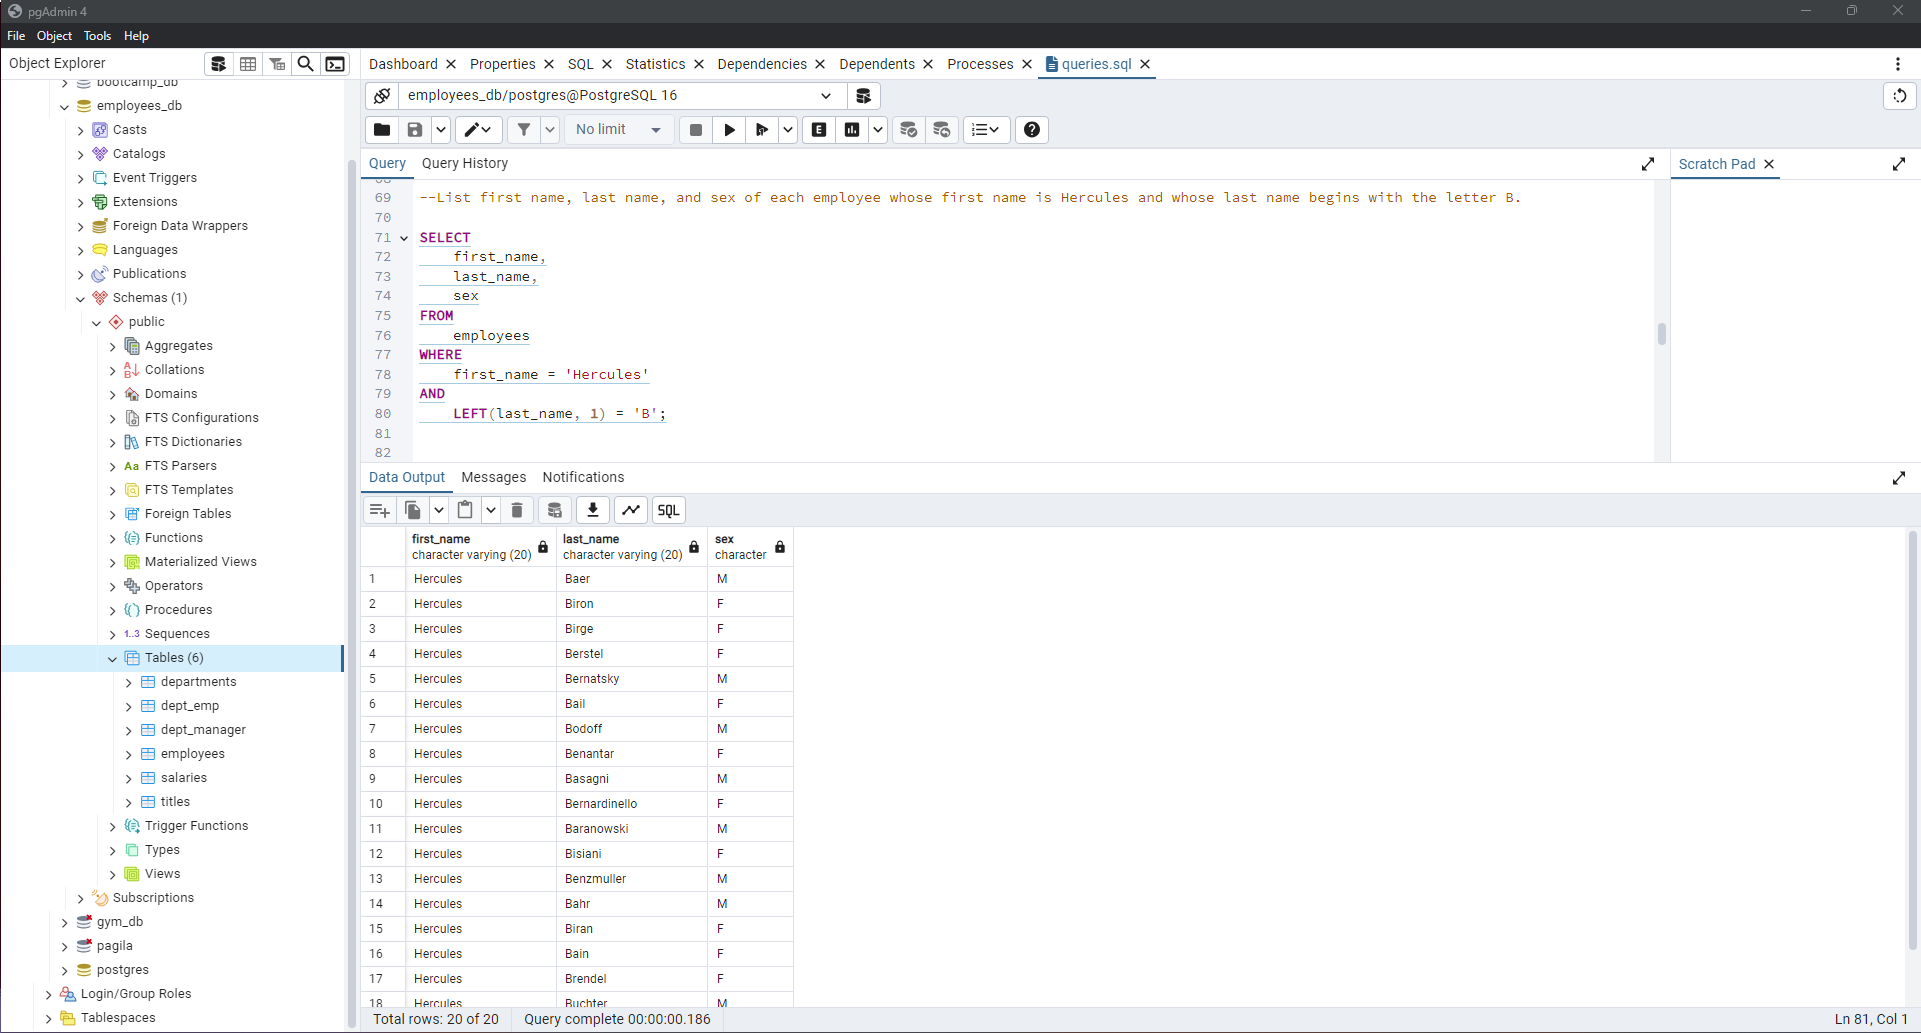 pgAdmin 4
File Object Tools Help
Object Explorer
bootcamp_db
employees_db
Casts
Catalogs
Event Triggers
Extensions
Foreign Data Wrappers
Languages
Publications
Schemas (1)
public
Aggregates
Collations
Domains
FTS Configurations
FTS Dictionaries
Aa FTS Parsers
FTS Templates
Foreign Tables
Functions
Materialized Views
Operators
Procedures
1..3 Sequences
Tables (6)
departments
dept_emp
dept_manager
employees
salaries
titles
Trigger Functions
Types
Views
Subscriptions
gym_db
pagila
postgres
Login/Group Roles
Tablespaces
Dashboard Properties SQL Statistics Dependencies Dependents Processes queries.sql
employees_db/postgres@PostgreSQL 16
No limit E
Query Query History
Scratch Pad
68
69 --List first name, last name, and sex of each employee whose first name is Hercules and whose last name begins with the letter B.
70
71 SELECT
72 first_name,
73 last_name,
74 sex
75 FROM
76 employees
77 WHERE
78 first_name = 'Hercules'
79 AND
80 LEFT(last_name, 1) = 'B';
81
82
Data Output Messages Notifications
SQL
first_name last_name sex
character varying (20) character varying (20) character
1 Hercules Baer M
2 Hercules Biron F
3 Hercules Birge F
4 Hercules Berstel F
5 Hercules Bernatsky M
6 Hercules Bail F
7 Hercules Bodoff M
8 Hercules Benantar F
9 Hercules Basagni M
10 Hercules Bernardinello F
11 Hercules Baranowski M
12 Hercules Bisiani F
13 Hercules Benzmuller M
14 Hercules Bahr M
15 Hercules Biran F
16 Hercules Bain F
17 Hercules Brendel F
18 Hercules Buchter M
Total rows: 20 of 20 Query complete 00:00:00.186
Ln 81, Col 1